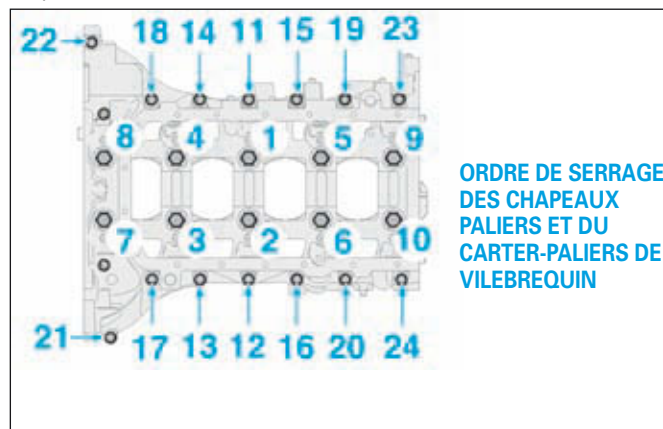 22 18 14 11 15 19 23
8 4 1 5 9
7 3 2 6 10
21 17 13 12 16 20 24
ORDRE DE SERRAGE
DES CHAPEAUX
PALIERS ET DU
CARTER-PALIERS DE
VILEBREQUIN